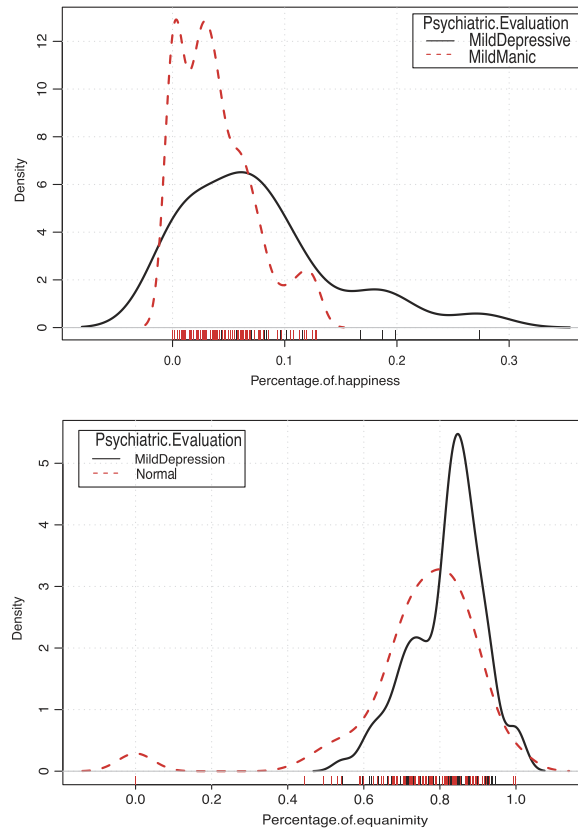 Psychiatric.Evaluation
MildDepressive
MildManic
12
10
8
6
4
2
0
Density
0.0 0.1 0.2 0.3
Percentage.of.happiness
Psychiatric.Evaluation
MildDepression
Normal
5
4
3
2
1
0
Density
0.0 0.2 0.4 0.6 0.8 1.0
Percentage.of.equanimity